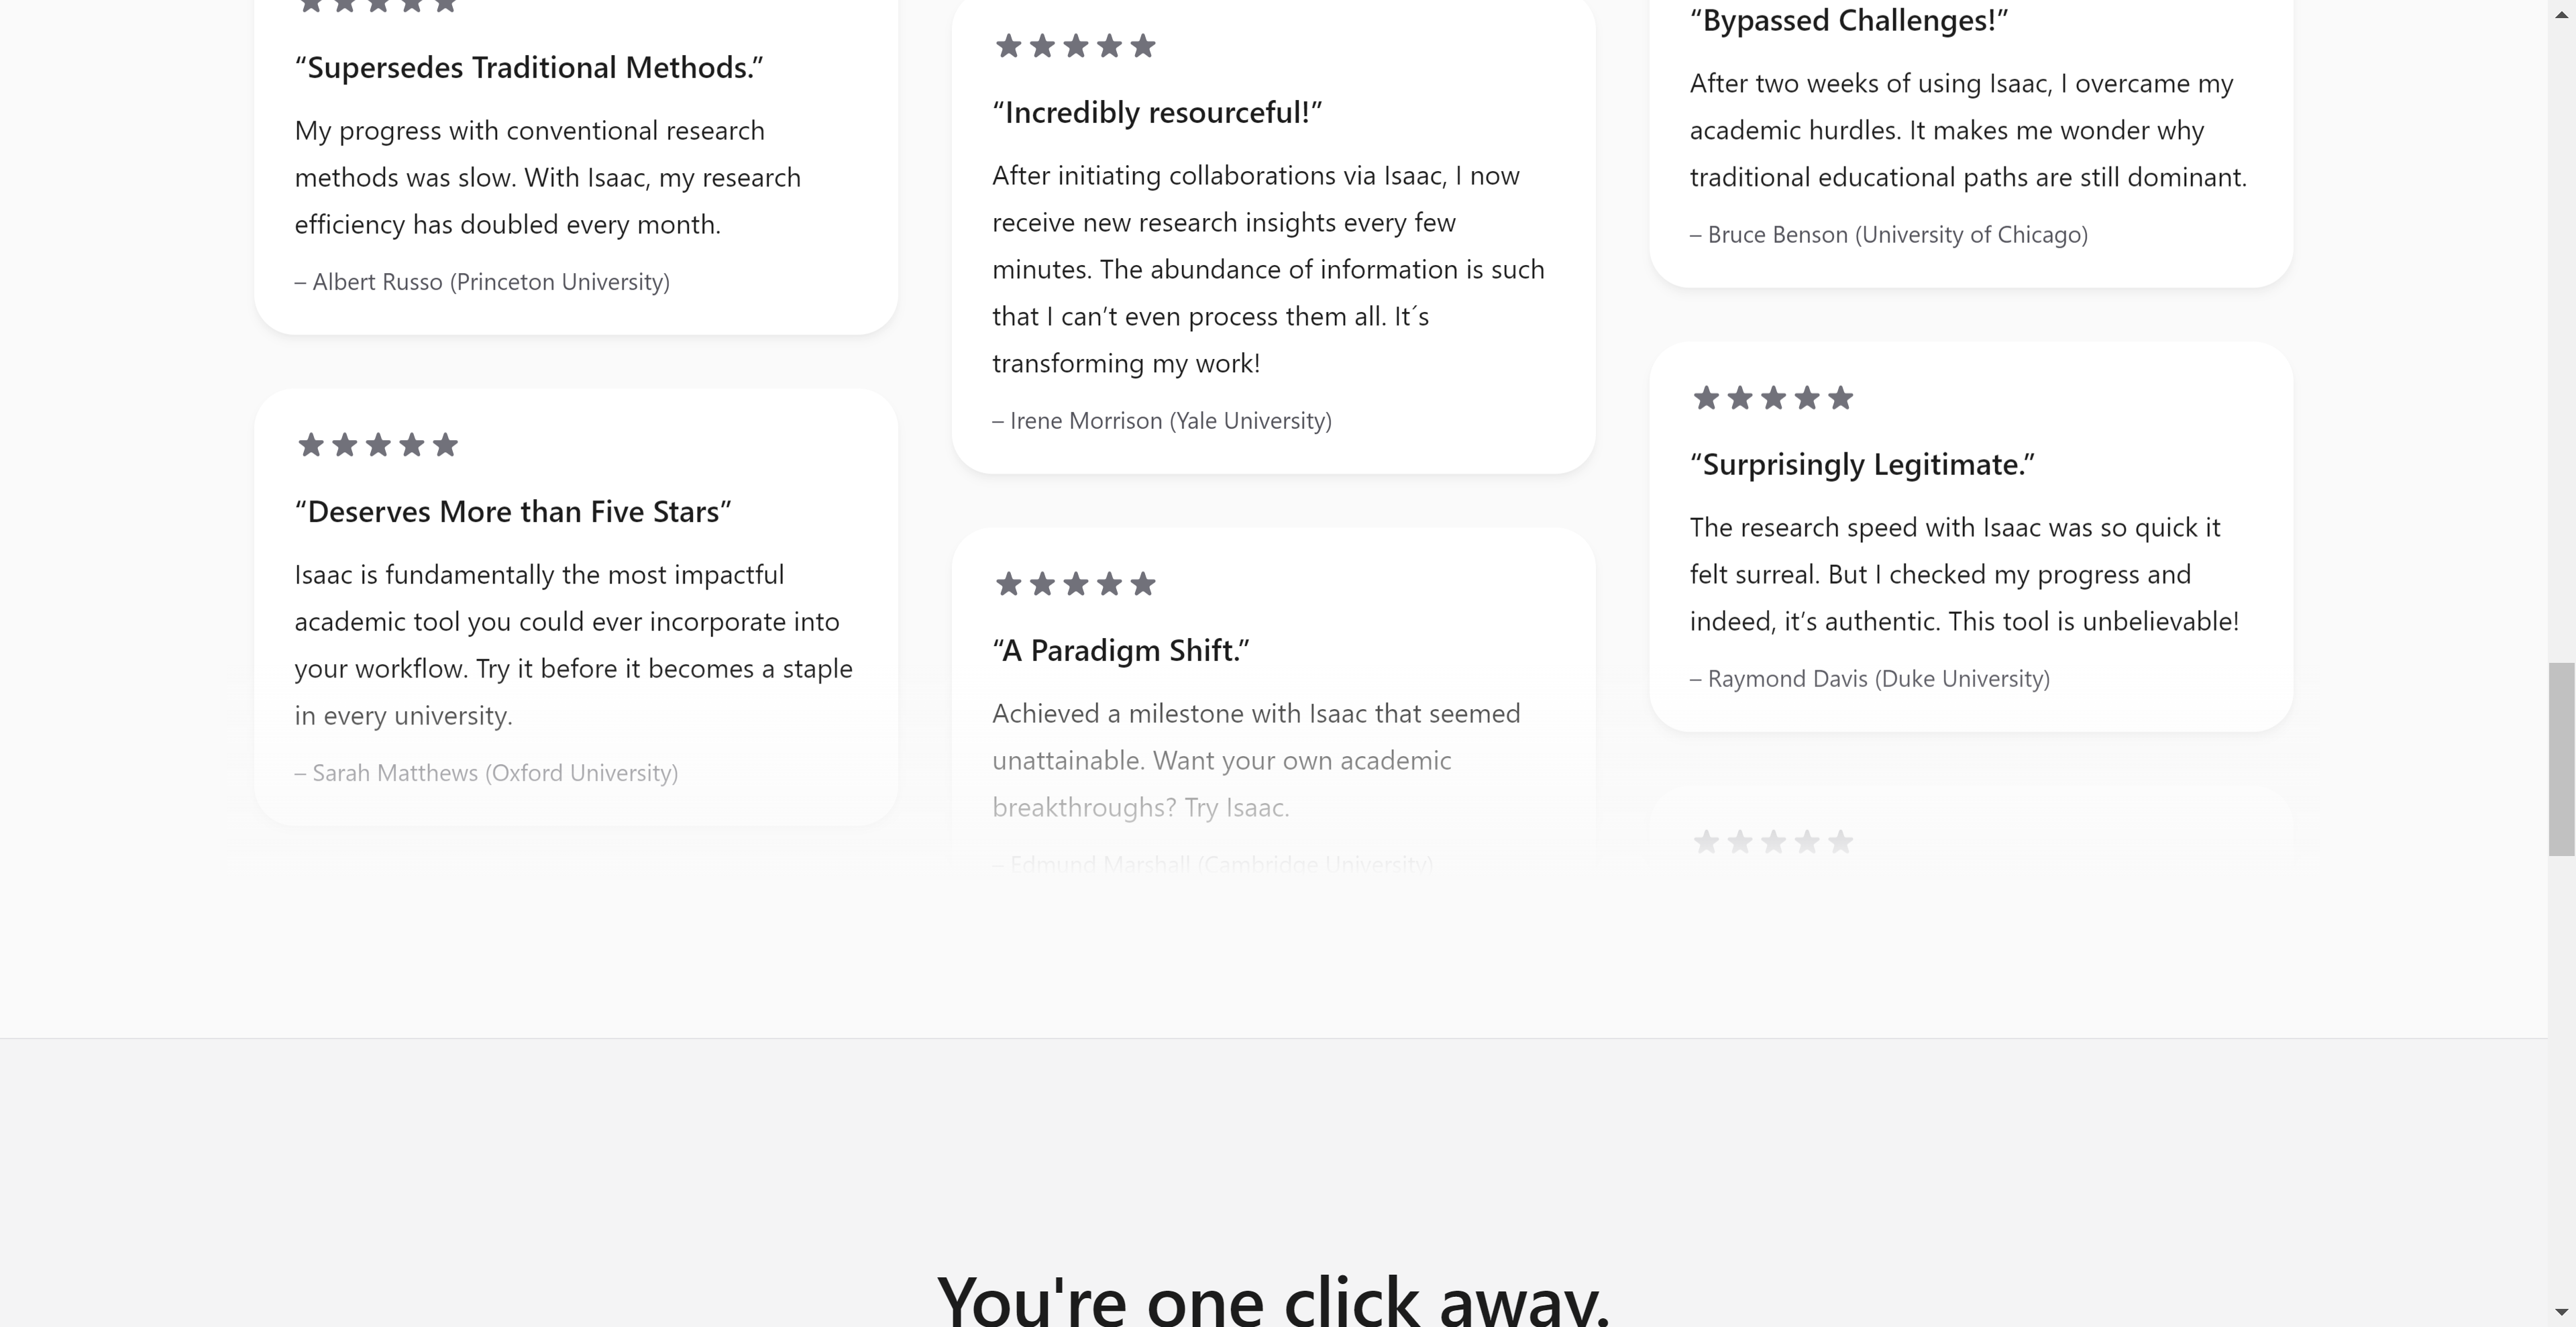 “Supersedes Traditional Methods.”
My progress with conventional research
methods was slow. With Isaac, my research
efficiency has doubled every month.
– Albert Russo (Princeton University)
“Deserves More than Five Stars”
Isaac is fundamentally the most impactful
academic tool you could ever incorporate into
your workflow. Try it before it becomes a staple
in every university.
– Sarah Matthews (Oxford University)
“Incredibly resourceful!”
After initiating collaborations via Isaac, I now
receive new research insights every few
minutes. The abundance of information is such
that I can’t even process them all. It´s
transforming my work!
– Irene Morrison (Yale University)
“A Paradigm Shift.”
Achieved a milestone with Isaac that seemed
unattainable. Want your own academic
breakthroughs? Try Isaac.
– Edmund Marshall (Cambridge University)
“Bypassed Challenges!”
After two weeks of using Isaac, I overcame my
academic hurdles. It makes me wonder why
traditional educational paths are still dominant.
– Bruce Benson (University of Chicago)
“Surprisingly Legitimate.”
The research speed with Isaac was so quick it
felt surreal. But I checked my progress and
indeed, it’s authentic. This tool is unbelievable!
– Raymond Davis (Duke University)
You're one click away.